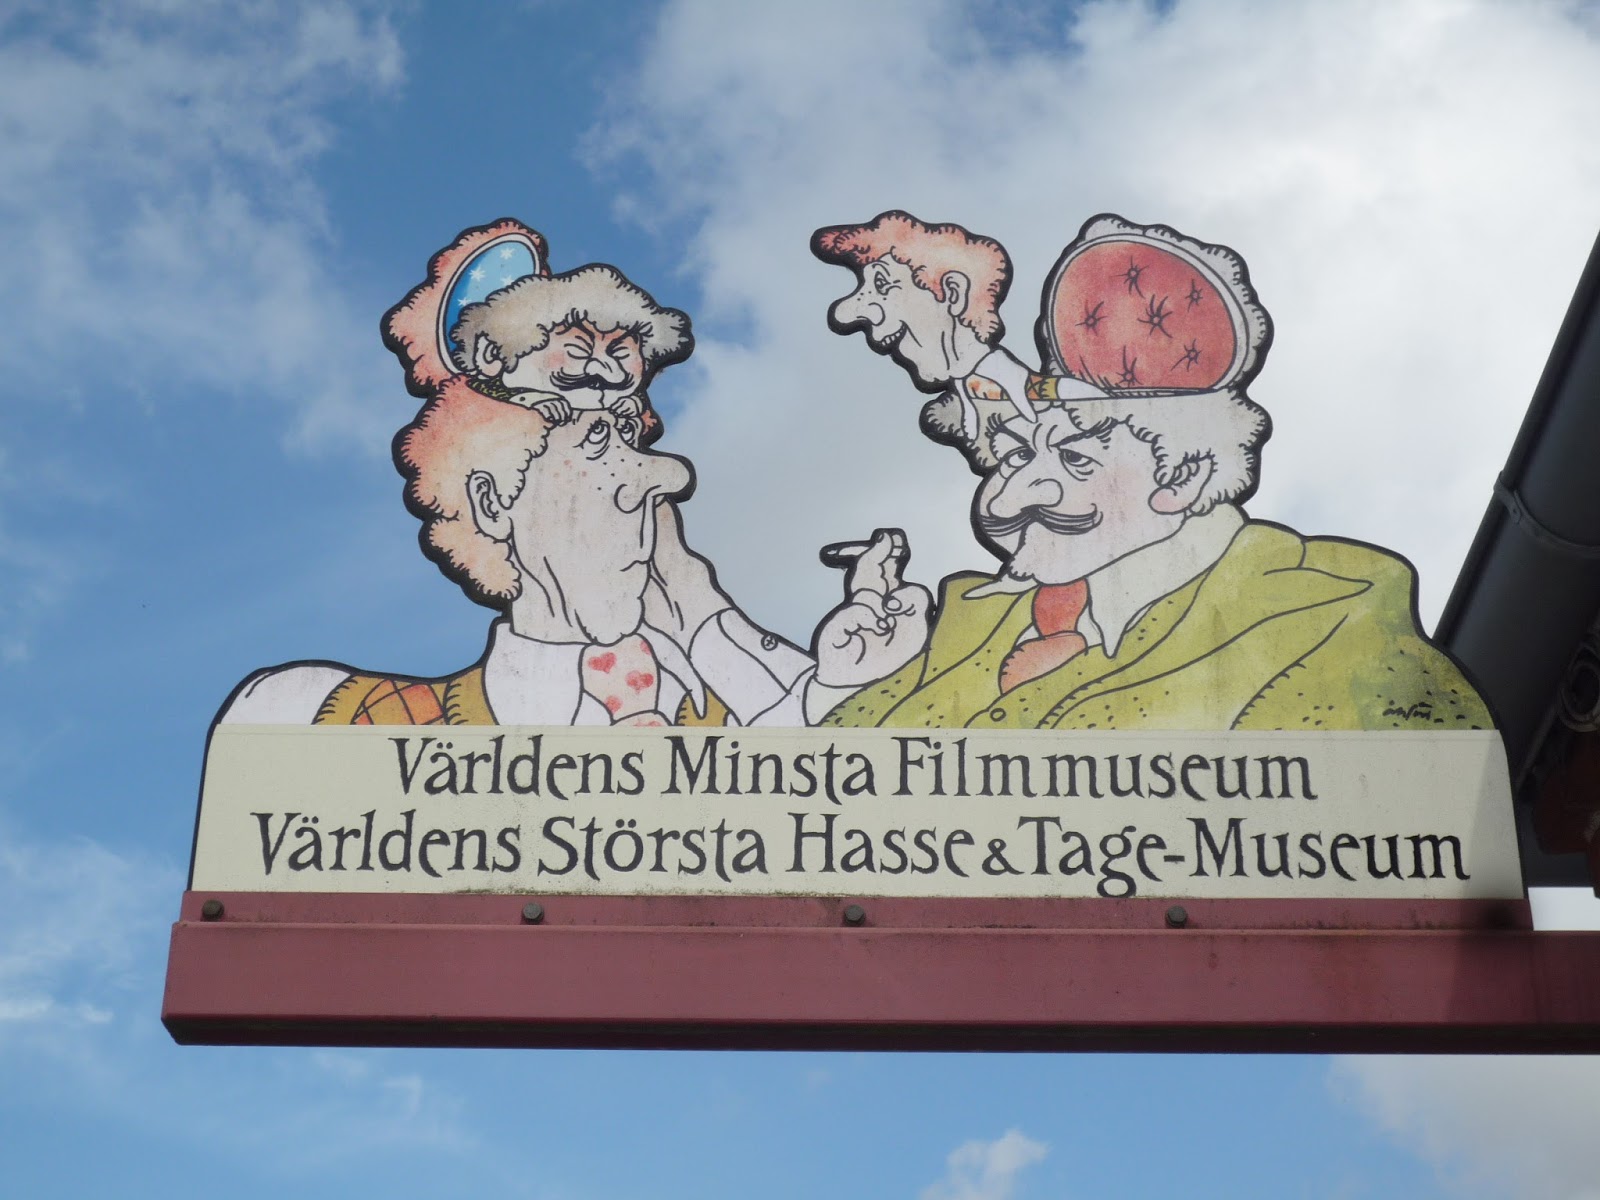 Världens Minsta Filmmuseum
Världens Största Hasse & Tage-Museum